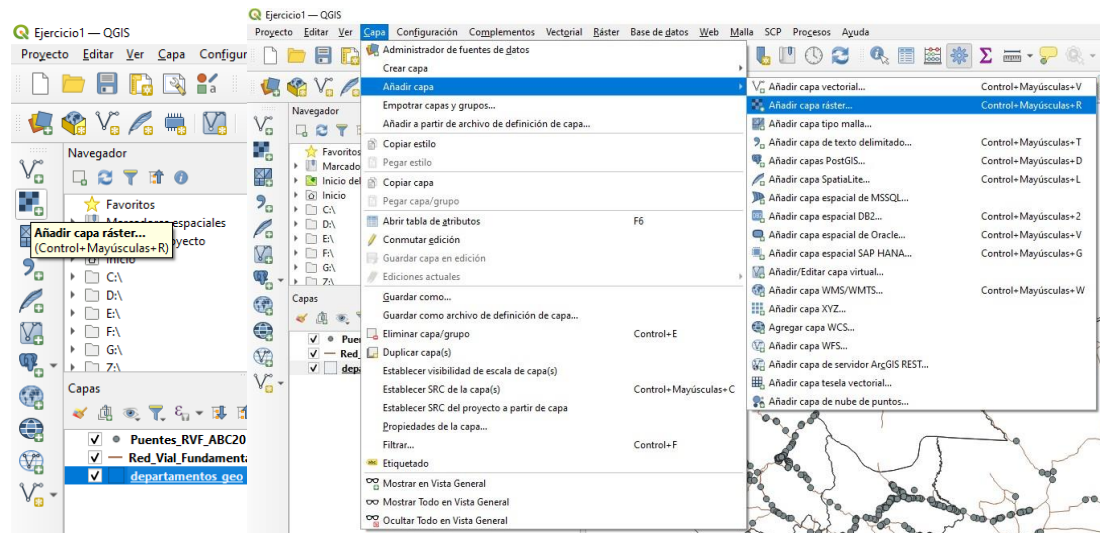 Ejercicio1 — QGIS
Proyecto Editar Ver Capa Configur
Navegador
Favoritos
espaciales
Añadir capa ráster...
(Control+Mayúsculas+R)
C:\
D:\
E:\
F:\
G:\
Z:\
Capas
Puentes_RVF_ABC20
Red_Vial_Fundamenta
departamentos_geo
Ejercicio1 — QGIS
Proyecto Editar Ver Capa Configuración Complementos Vectorial Ráster Base de datos Web Malla SCP Procesos Ayuda
Navegador
Favoritos
Marcado
Inicio del
Inicio
C:\
D:\
E:\
F:\
G:\
Z:\
Capas
Puer
Red_
depa
Administrador de fuentes de datos
Crear capa
Añadir capa
Empotrar capas y grupos...
Añadir a partir de archivo de definición de capa...
Copiar estilo
Pegar estilo
Copiar capa
Pegar capa/grupo
Abrir tabla de atributos F6
Conmutar edición
Guardar capa en edición
Ediciones actuales
Guardar como...
Guardar como archivo de definición de capa...
Eliminar capa/grupo Control+E
Duplicar capa(s)
Establecer visibilidad de escala de capa(s)
Establecer SRC de la capa(s) Control+Mayúsculas+C
Establecer SRC del proyecto a partir de capa
Propiedades de la capa...
Filtrar... Control+F
Etiquetado
Mostrar en Vista General
Mostrar Todo en Vista General
Ocultar Todo en Vista General
Añadir capa vectorial... Control+Mayúsculas+V
Añadir capa ráster... Control+Mayúsculas+R
Añadir capa tipo malla...
Añadir capa de texto delimitado... Control+Mayúsculas+T
Añadir capas PostGIS... Control+Mayúsculas+D
Añadir capa SpatiaLite... Control+Mayúsculas+L
Añadir capa espacial de MSSQL...
Añadir capa espacial DB2... Control+Mayúsculas+2
Añadir capa espacial de Oracle... Control+Mayúsculas+V
Añadir capa espacial SAP HANA... Control+Mayúsculas+G
Añadir/Editar capa virtual...
Añadir capa WMS/WMTS... Control+Mayúsculas+W
Añadir capa XYZ...
Agregar capa WCS...
Añadir capa WFS...
Añadir capa de servidor ArcGIS REST...
Añadir capa tesela vectorial...
Añadir capa de nube de puntos...